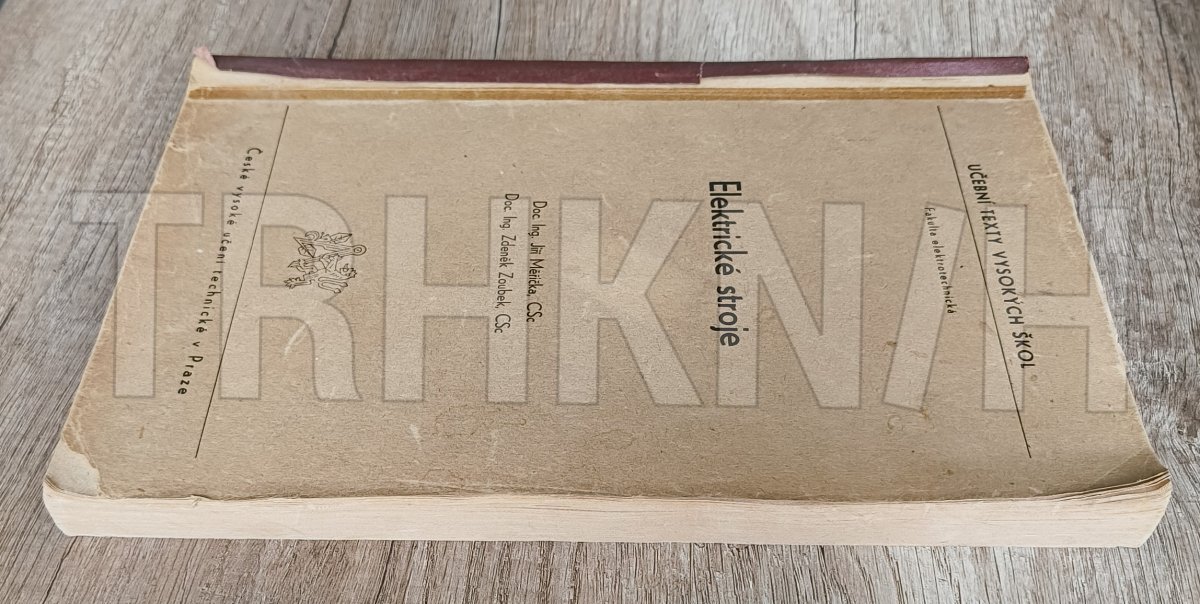 UČEBNÍ TEXTY VYSOKÝCH ŠKOL
Fakulta elektrotechnická
Elektrické stroje
Doc. Ing. Jiří Měřička, CSc
Doc. Ing. Zdeněk Zoubek, CSc
České vysoké učení technické v Praze
TRHKNIH